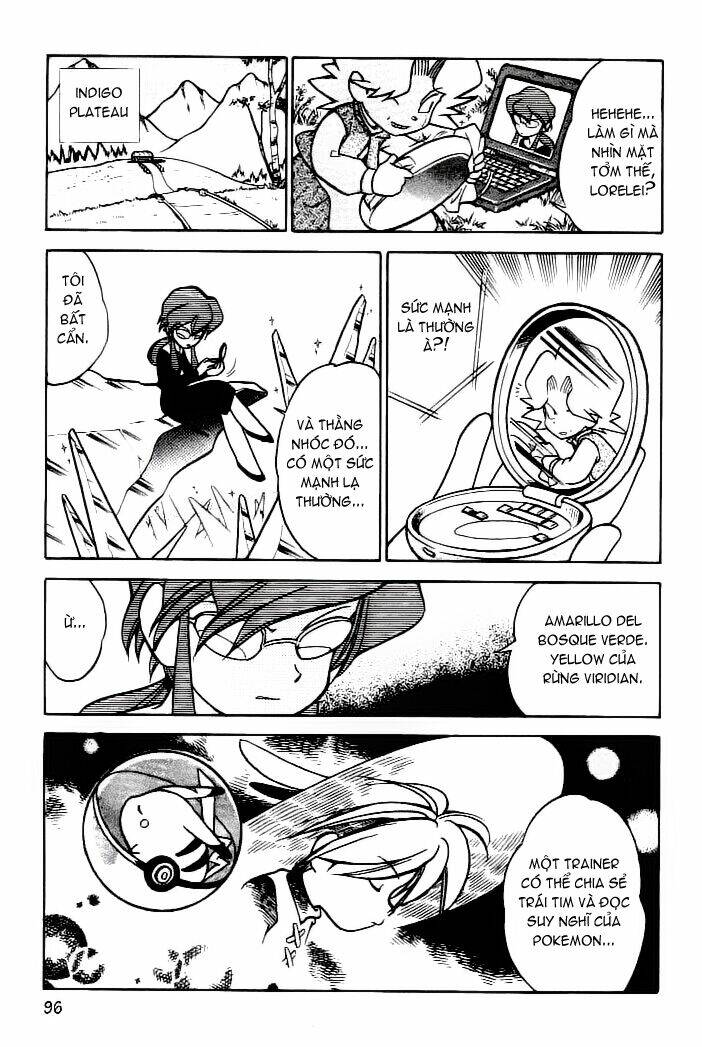 INDIGO
PLATEAU
HEHEHE...
LÀM GÌ MÀ
NHÌN MẶT
TỞM THẾ,
LORELEI?
TÔI
ĐÃ
BẤT
CẨN.
VÀ THẰNG
NHÓC ĐÓ...
CÓ MỘT SỨC
MẠNH LẠ
THƯỜNG...
SỨC MẠNH
LẠ THƯỜNG
À?!
Ừ...
AMARILLO DEL
BOSQUE VERDE.
YELLOW CỦA
RỪNG VIRIDIAN.
MỘT TRAINER
CÓ THỂ CHIA SẺ
TRÁI TIM VÀ ĐỌC
SUY NGHĨ CỦA
POKEMON...
96